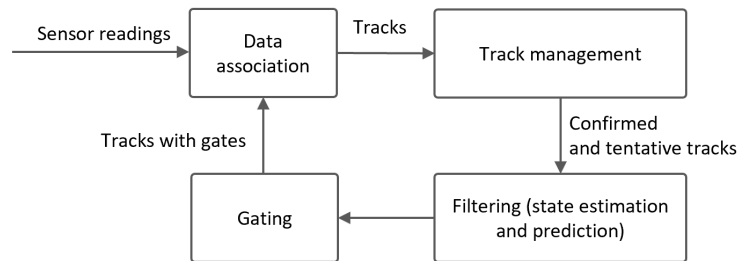 Sensor readings
Data
association
Tracks
Track management
Tracks with gates
Confirmed
and tentative tracks
Gating
Filtering (state estimation
and prediction)